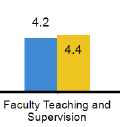 4.2
4.4
Faculty Teaching and
Supervision